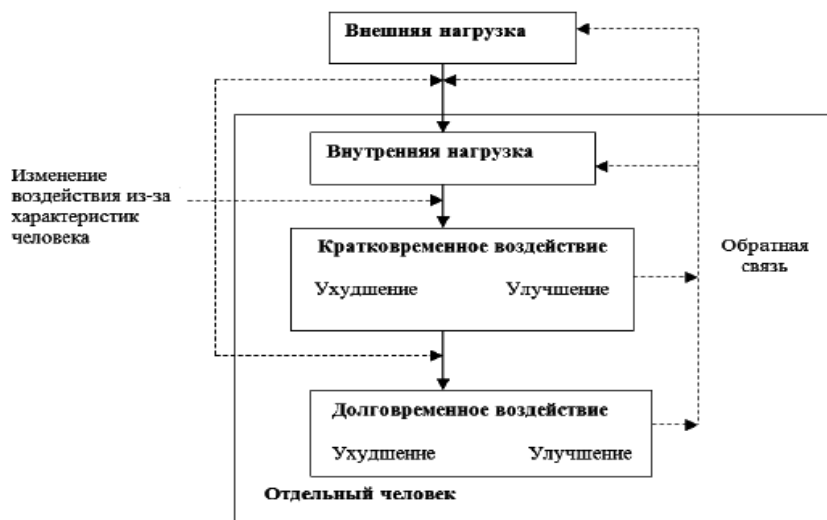 Внешняя нагрузка
Внутренняя нагрузка
Изменение
воздействия из-за
характеристик
человека
Кратковременное воздействие
Ухудшение Улучшение
Обратная
связь
Долговременное воздействие
Ухудшение Улучшение
Отдельный человек